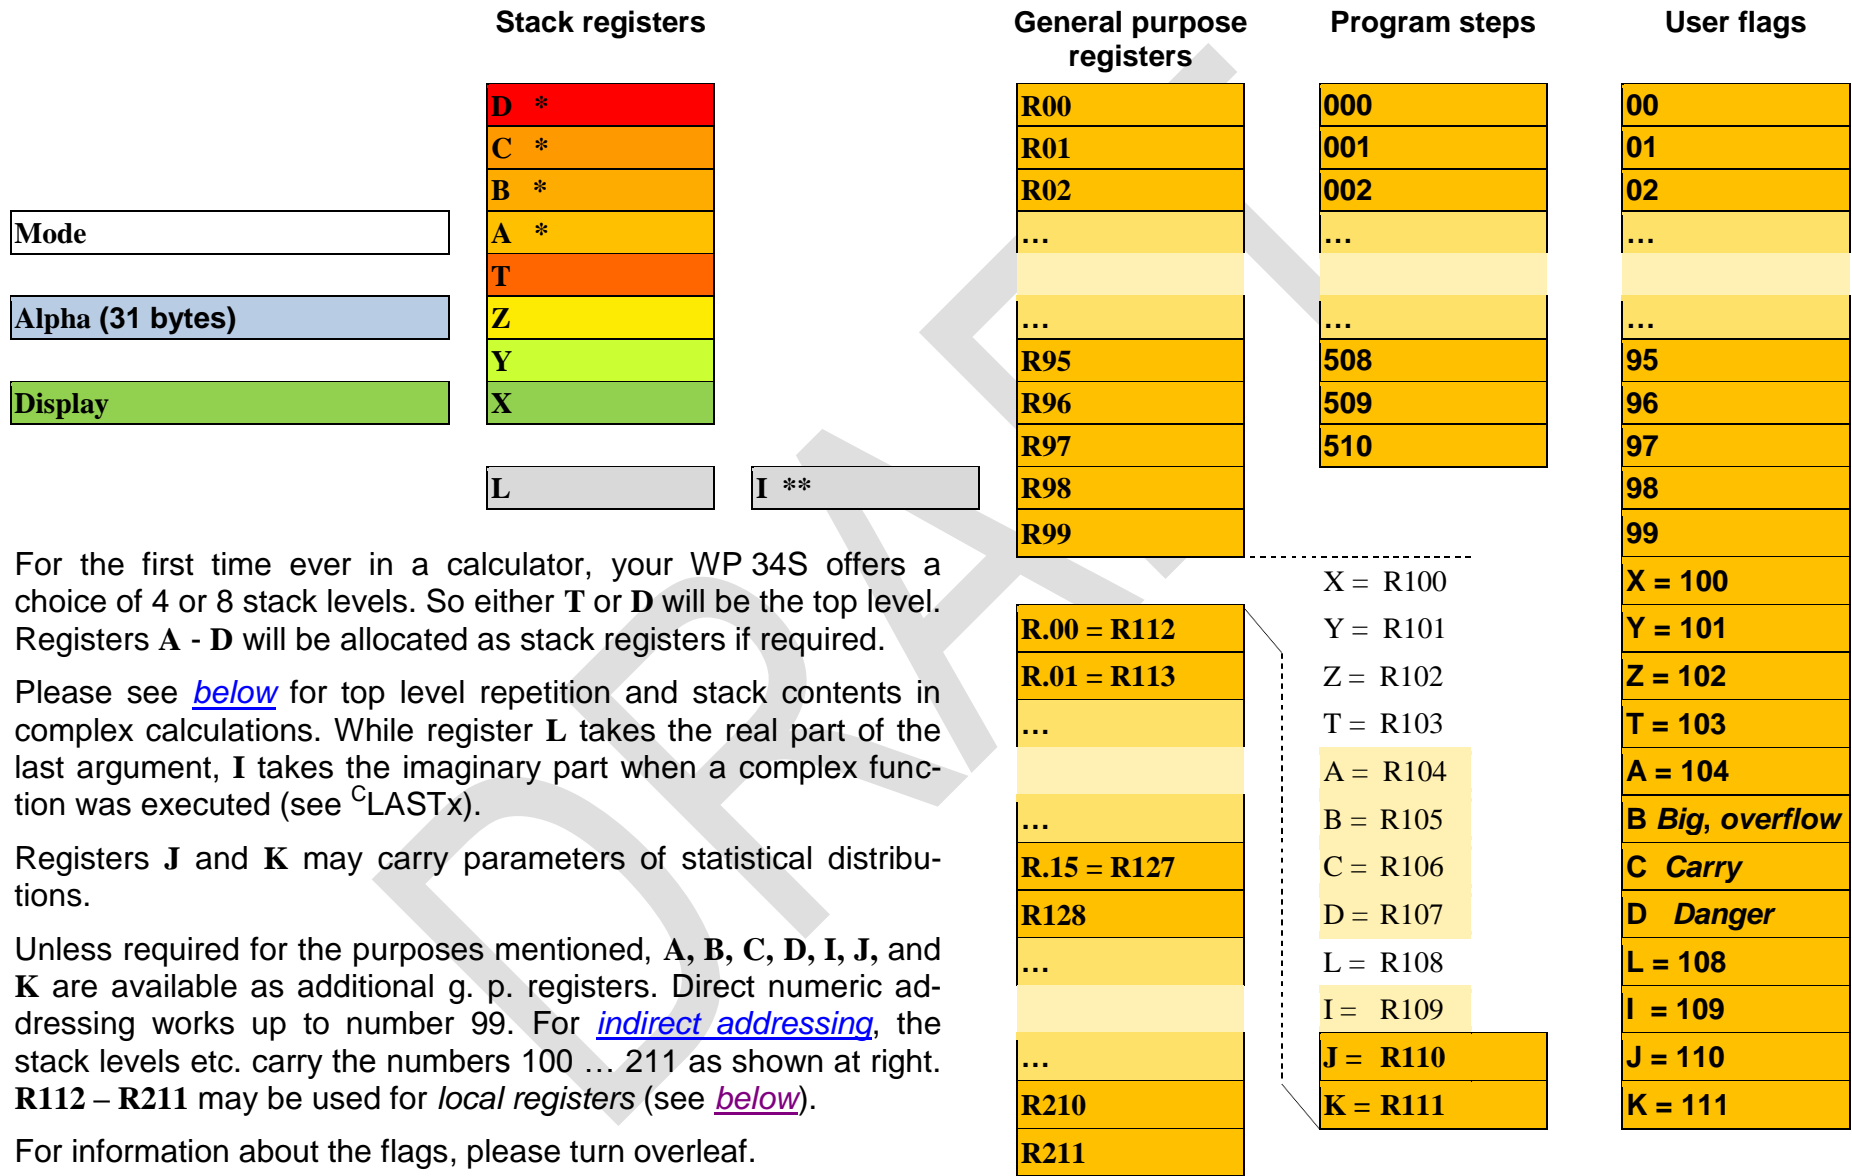 Stack registers
General purpose
registers
Program steps
User flags
Mode
Alpha (31 bytes)
Display
D *
C *
B *
A *
T
Z
Y
X
L
I **
R00
R01
R02
…
…
R95
R96
R97
R98
R99
000
001
002
…
…
508
509
510
00
01
02
…
…
95
96
97
98
99
X = 100
Y = 101
Z = 102
T = 103
A = 104
B Big, overflow
C Carry
D Danger
L = 108
I = 109
J = 110
K = 111
For the first time ever in a calculator, your WP 34S offers a
choice of 4 or 8 stack levels. So either T or D will be the top level.
Registers A - D will be allocated as stack registers if required.
Please see below for top level repetition and stack contents in
complex calculations. While register L takes the real part of the
last argument, I takes the imaginary part when a complex func-
tion was executed (see CLASTx).
Registers J and K may carry parameters of statistical distribu-
tions.
Unless required for the purposes mentioned, A, B, C, D, I, J, and
K are available as additional g. p. registers. Direct numeric ad-
dressing works up to number 99. For indirect addressing, the
stack levels etc. carry the numbers 100 … 211 as shown at right.
R112 – R211 may be used for local registers (see below).
For information about the flags, please turn overleaf.
R.00 = R112
R.01 = R113
…
…
R.15 = R127
R128
…
…
R210
R211
X = R100
Y = R101
Z = R102
T = R103
A = R104
B = R105
C = R106
D = R107
L = R108
I = R109
J = R110
K = R111
DRAFT